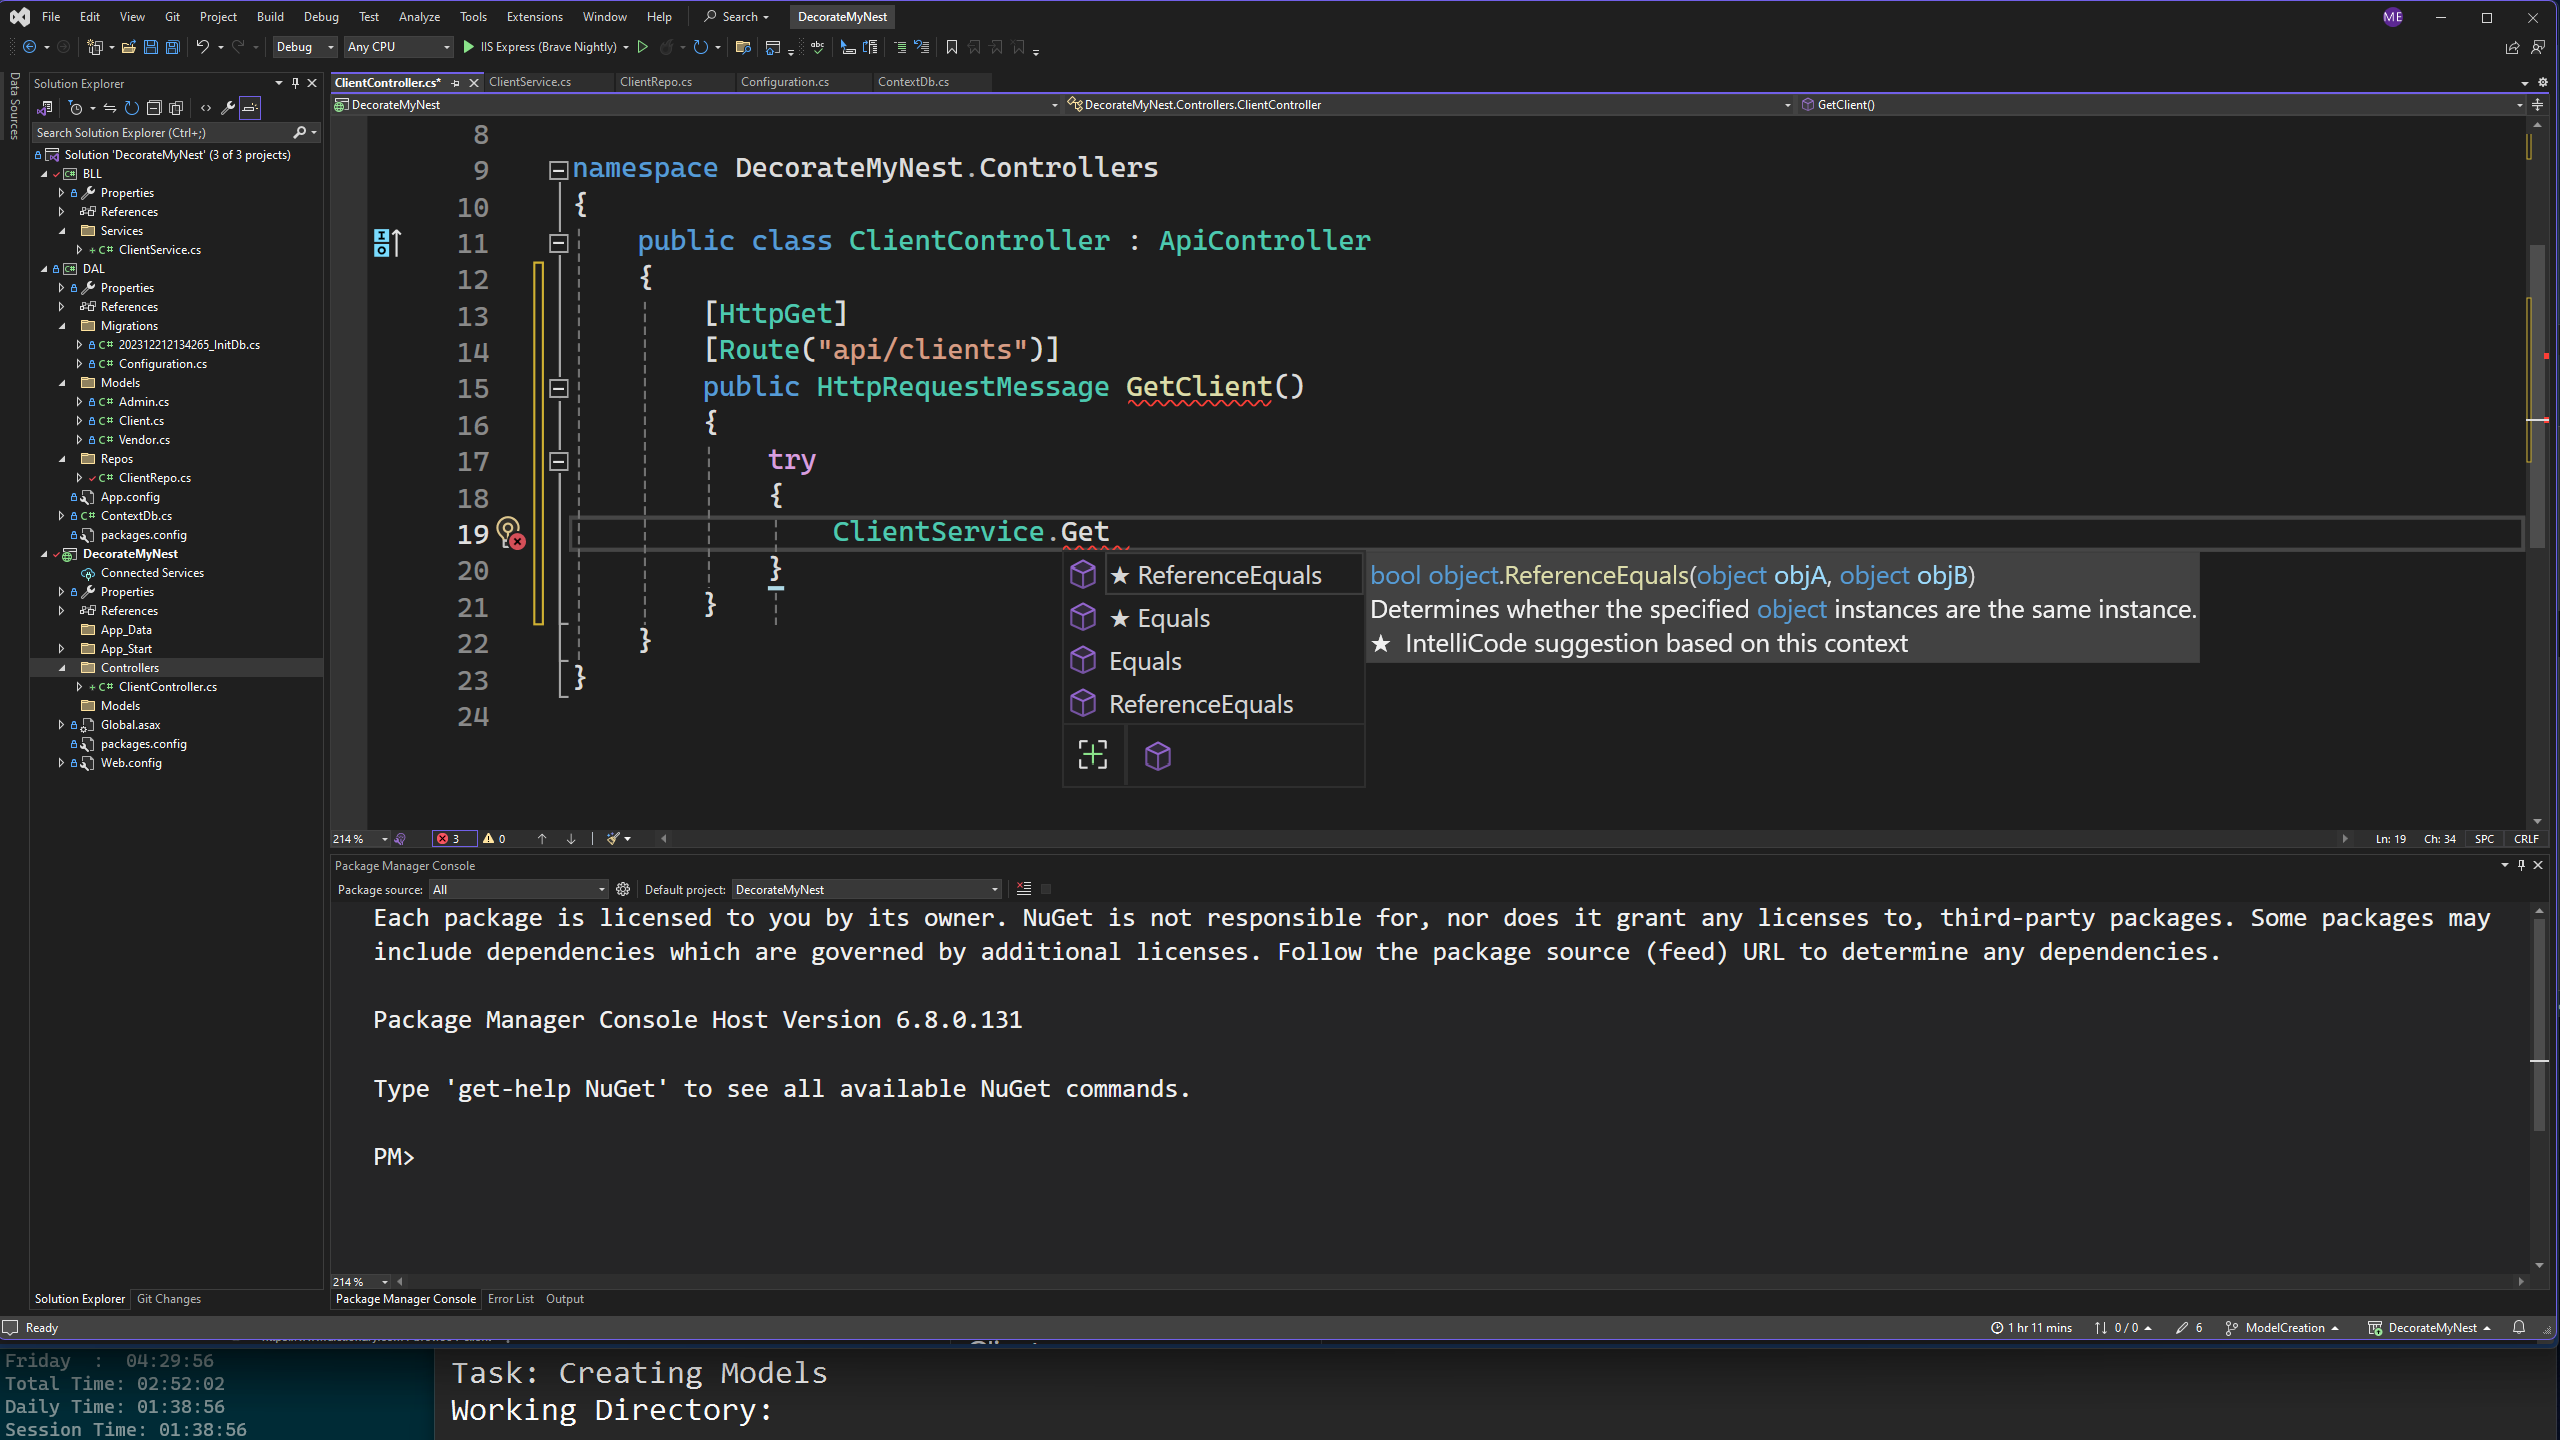 File Edit View Git Project Build Debug Test Analyze Tools Extensions Window Help Search DecorateMyNest ME
Debug Any CPU IIS Express (Brave Nightly)
Data Sources
Solution Explorer
Search Solution Explorer (Ctrl+;)
Solution 'DecorateMyNest' (3 of 3 projects)
BLL
Properties
References
Services
ClientService.cs
DAL
Properties
References
Migrations
202312212134265_InitDb.cs
Configuration.cs
Models
Admin.cs
Client.cs
Vendor.cs
Repos
ClientRepo.cs
App.config
ContextDb.cs
packages.config
DecorateMyNest
Connected Services
Properties
References
App_Data
App_Start
Controllers
ClientController.cs
Models
Global.asax
packages.config
Web.config
Solution Explorer Git Changes
ClientController.cs* ClientService.cs ClientRepo.cs Configuration.cs ContextDb.cs
DecorateMyNest DecorateMyNest.Controllers.ClientController GetClient()
8
9 namespace DecorateMyNest.Controllers
10 {
11 public class ClientController : ApiController
12 {
13 [HttpGet]
14 [Route("api/clients")]
15 public HttpRequestMessage GetClient()
16 {
17 try
18 {
19 ClientService.Get
20 }
21 }
22 }
23 }
24
★ ReferenceEquals
★ Equals
Equals
ReferenceEquals
bool object.ReferenceEquals(object objA, object objB)
Determines whether the specified object instances are the same instance.
★ IntelliCode suggestion based on this context
214 % 3 0 Ln: 19 Ch: 34 SPC CRLF
Package Manager Console
Package source: All Default project: DecorateMyNest
Each package is licensed to you by its owner. NuGet is not responsible for, nor does it grant any licenses to, third-party packages. Some packages may
include dependencies which are governed by additional licenses. Follow the package source (feed) URL to determine any dependencies.
Package Manager Console Host Version 6.8.0.131
Type 'get-help NuGet' to see all available NuGet commands.
PM>
214 %
Package Manager Console Error List Output
Ready 1 hr 11 mins 0 / 0 6 ModelCreation DecorateMyNest
Friday : 04:29:56
Total Time: 02:52:02
Daily Time: 01:38:56
Session Time: 01:38:56
Task: Creating Models
Working Directory: